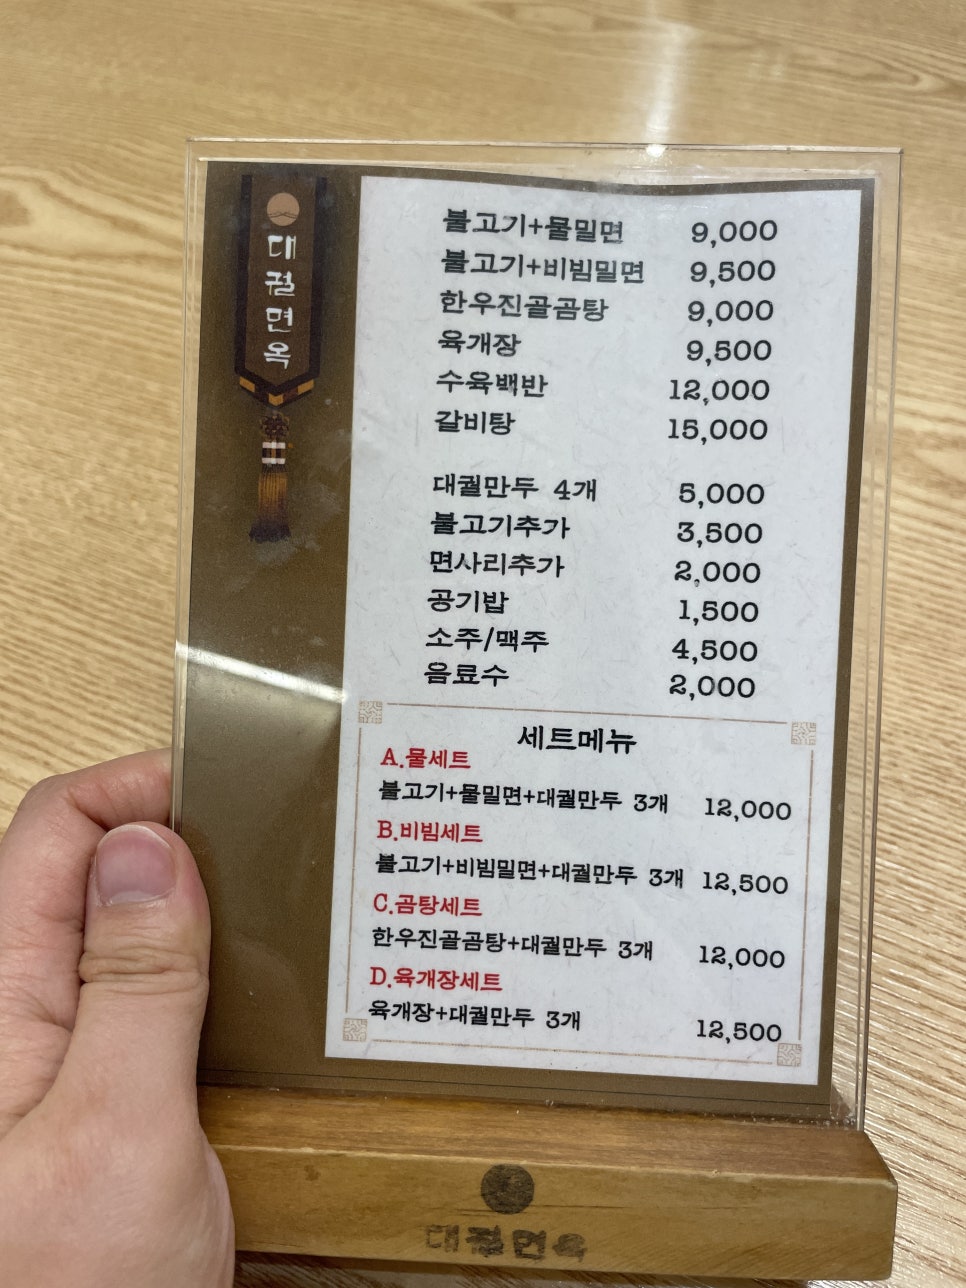 대궐면옥
불고기+물밀면 9,000
불고기+비빔밀면 9,500
한우진골곰탕 9,000
육개장 9,500
수육백반 12,000
갈비탕 15,000
대궐만두 4개 5,000
불고기추가 3,500
면사리추가 2,000
공기밥 1,500
소주/맥주 4,500
음료수 2,000
세트메뉴
A.물세트
불고기+물밀면+대궐만두 3개 12,000
B.비빔세트
불고기+비빔밀면+대궐만두 3개 12,500
C.곰탕세트
한우진골곰탕+대궐만두 3개 12,000
D.육개장세트
육개장+대궐만두 3개 12,500
대궐면옥